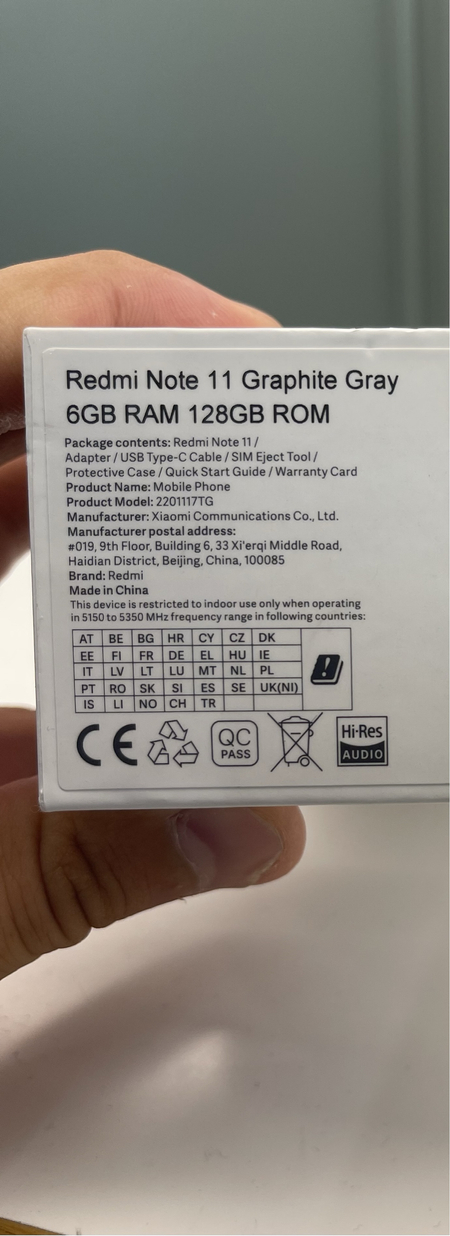 Redmi Note 11 Graphite Gray
6GB RAM 128GB ROM
Package contents: Redmi Note 11 /
Adapter / USB Type-C Cable / SIM Eject Tool /
Protective Case / Quick Start Guide / Warranty Card
Product Name: Mobile Phone
Product Model: 2201117TG
Manufacturer: Xiaomi Communications Co., Ltd.
Manufacturer postal address:
#019, 9th Floor, Building 6, 33 Xi'erqi Middle Road,
Haidian District, Beijing, China, 100085
Brand: Redmi
Made in China
This device is restricted to indoor use only when operating
in 5150 to 5350 MHz frequency range in following countries:
AT BE BG HR CY CZ DK
EE FI FR DE EL HU IE
IT LV LT LU MT NL PL
PT RO SK SI ES SE UK(NI)
IS LI NO CH TR
CE
QC
PASS
Hi-Res
AUDIO